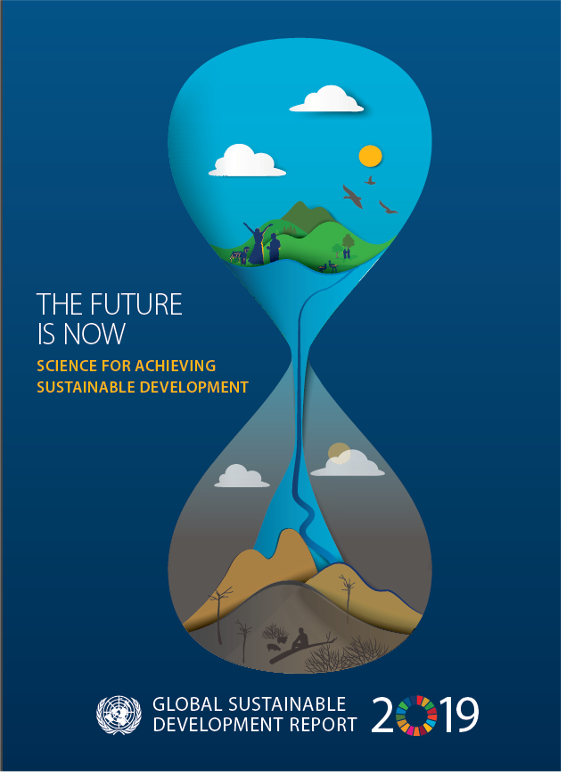 THE FUTURE
IS NOW
SCIENCE FOR ACHIEVING
SUSTAINABLE DEVELOPMENT
GLOBAL SUSTAINABLE
DEVELOPMENT REPORT 2019